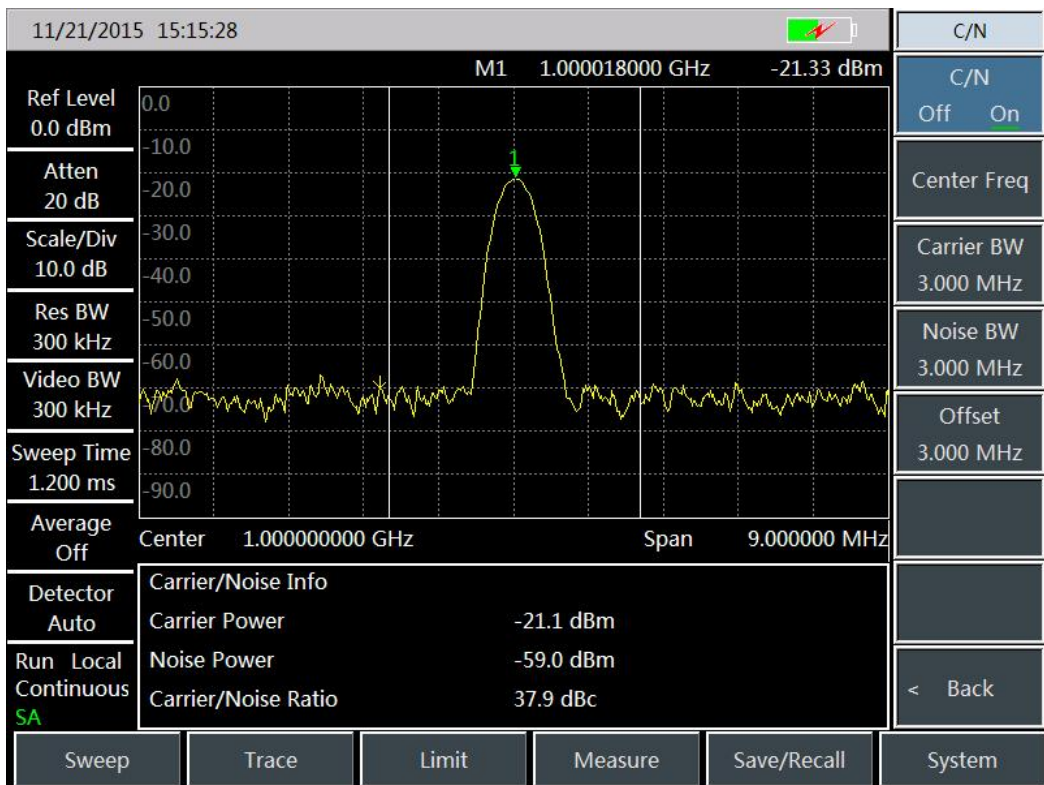 11/21/2015 15:15:28
M1 1.000018000 GHz -21.33 dBm
Ref Level
0.0 dBm
Atten
20 dB
Scale/Div
10.0 dB
Res BW
300 kHz
Video BW
300 kHz
Sweep Time
1.200 ms
Average
Off
Detector
Auto
Run Local
Continuous
SA
0.0
-10.0
-20.0
-30.0
-40.0
-50.0
-60.0
-70.0
-80.0
-90.0
1
Center 1.000000000 GHz Span 9.000000 MHz
Carrier/Noise Info
Carrier Power -21.1 dBm
Noise Power -59.0 dBm
Carrier/Noise Ratio 37.9 dBc
C/N
C/N
Off On
Center Freq
Carrier BW
3.000 MHz
Noise BW
3.000 MHz
Offset
3.000 MHz
< Back
Sweep Trace Limit Measure Save/Recall System